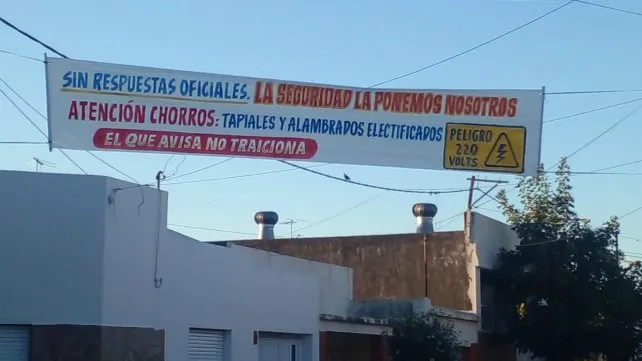 SIN RESPUESTAS OFICIALES. LA SEGURIDAD LA PONEMOS NOSOTROS
ATENCIÓN CHORROS: TAPIALES Y ALAMBRADOS ELECTIFICADOS
EL QUE AVISA NO TRAICIONA
PELIGRO
220
VOLTS